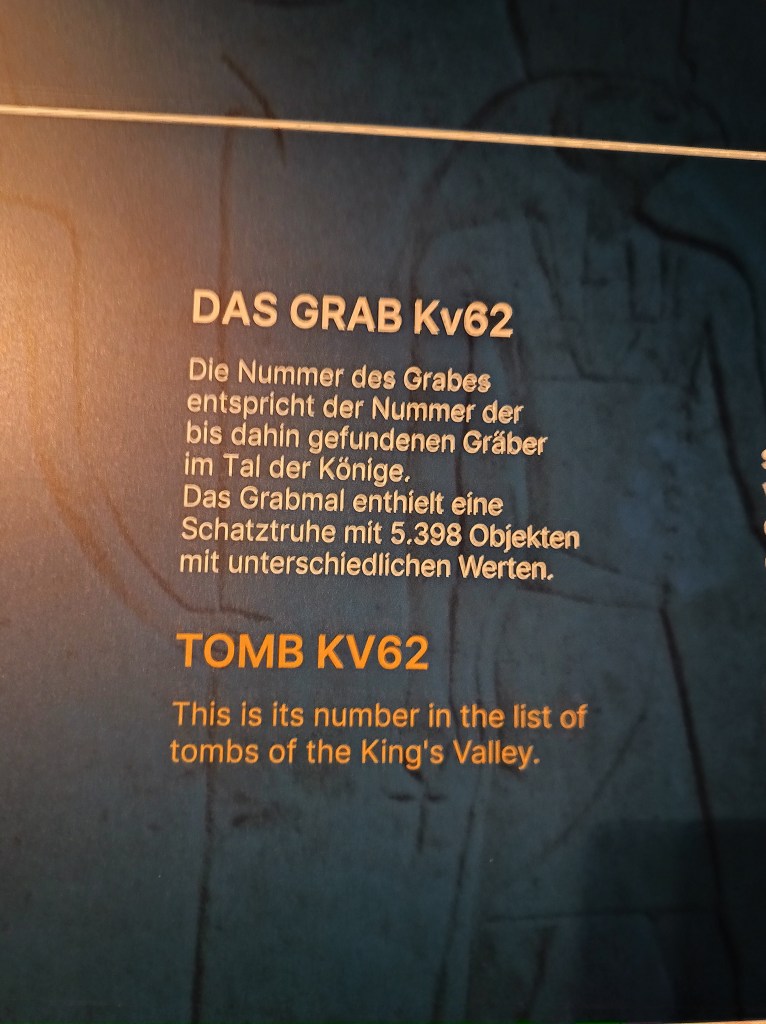 DAS GRAB Kv62
Die Nummer des Grabes
entspricht der Nummer der
bis dahin gefundenen Gräber
im Tal der Könige.
Das Grabmal enthielt eine
Schatztruhe mit 5.398 Objekten
mit unterschiedlichen Werten.
TOMB KV62
This is its number in the list of
tombs of the King's Valley.